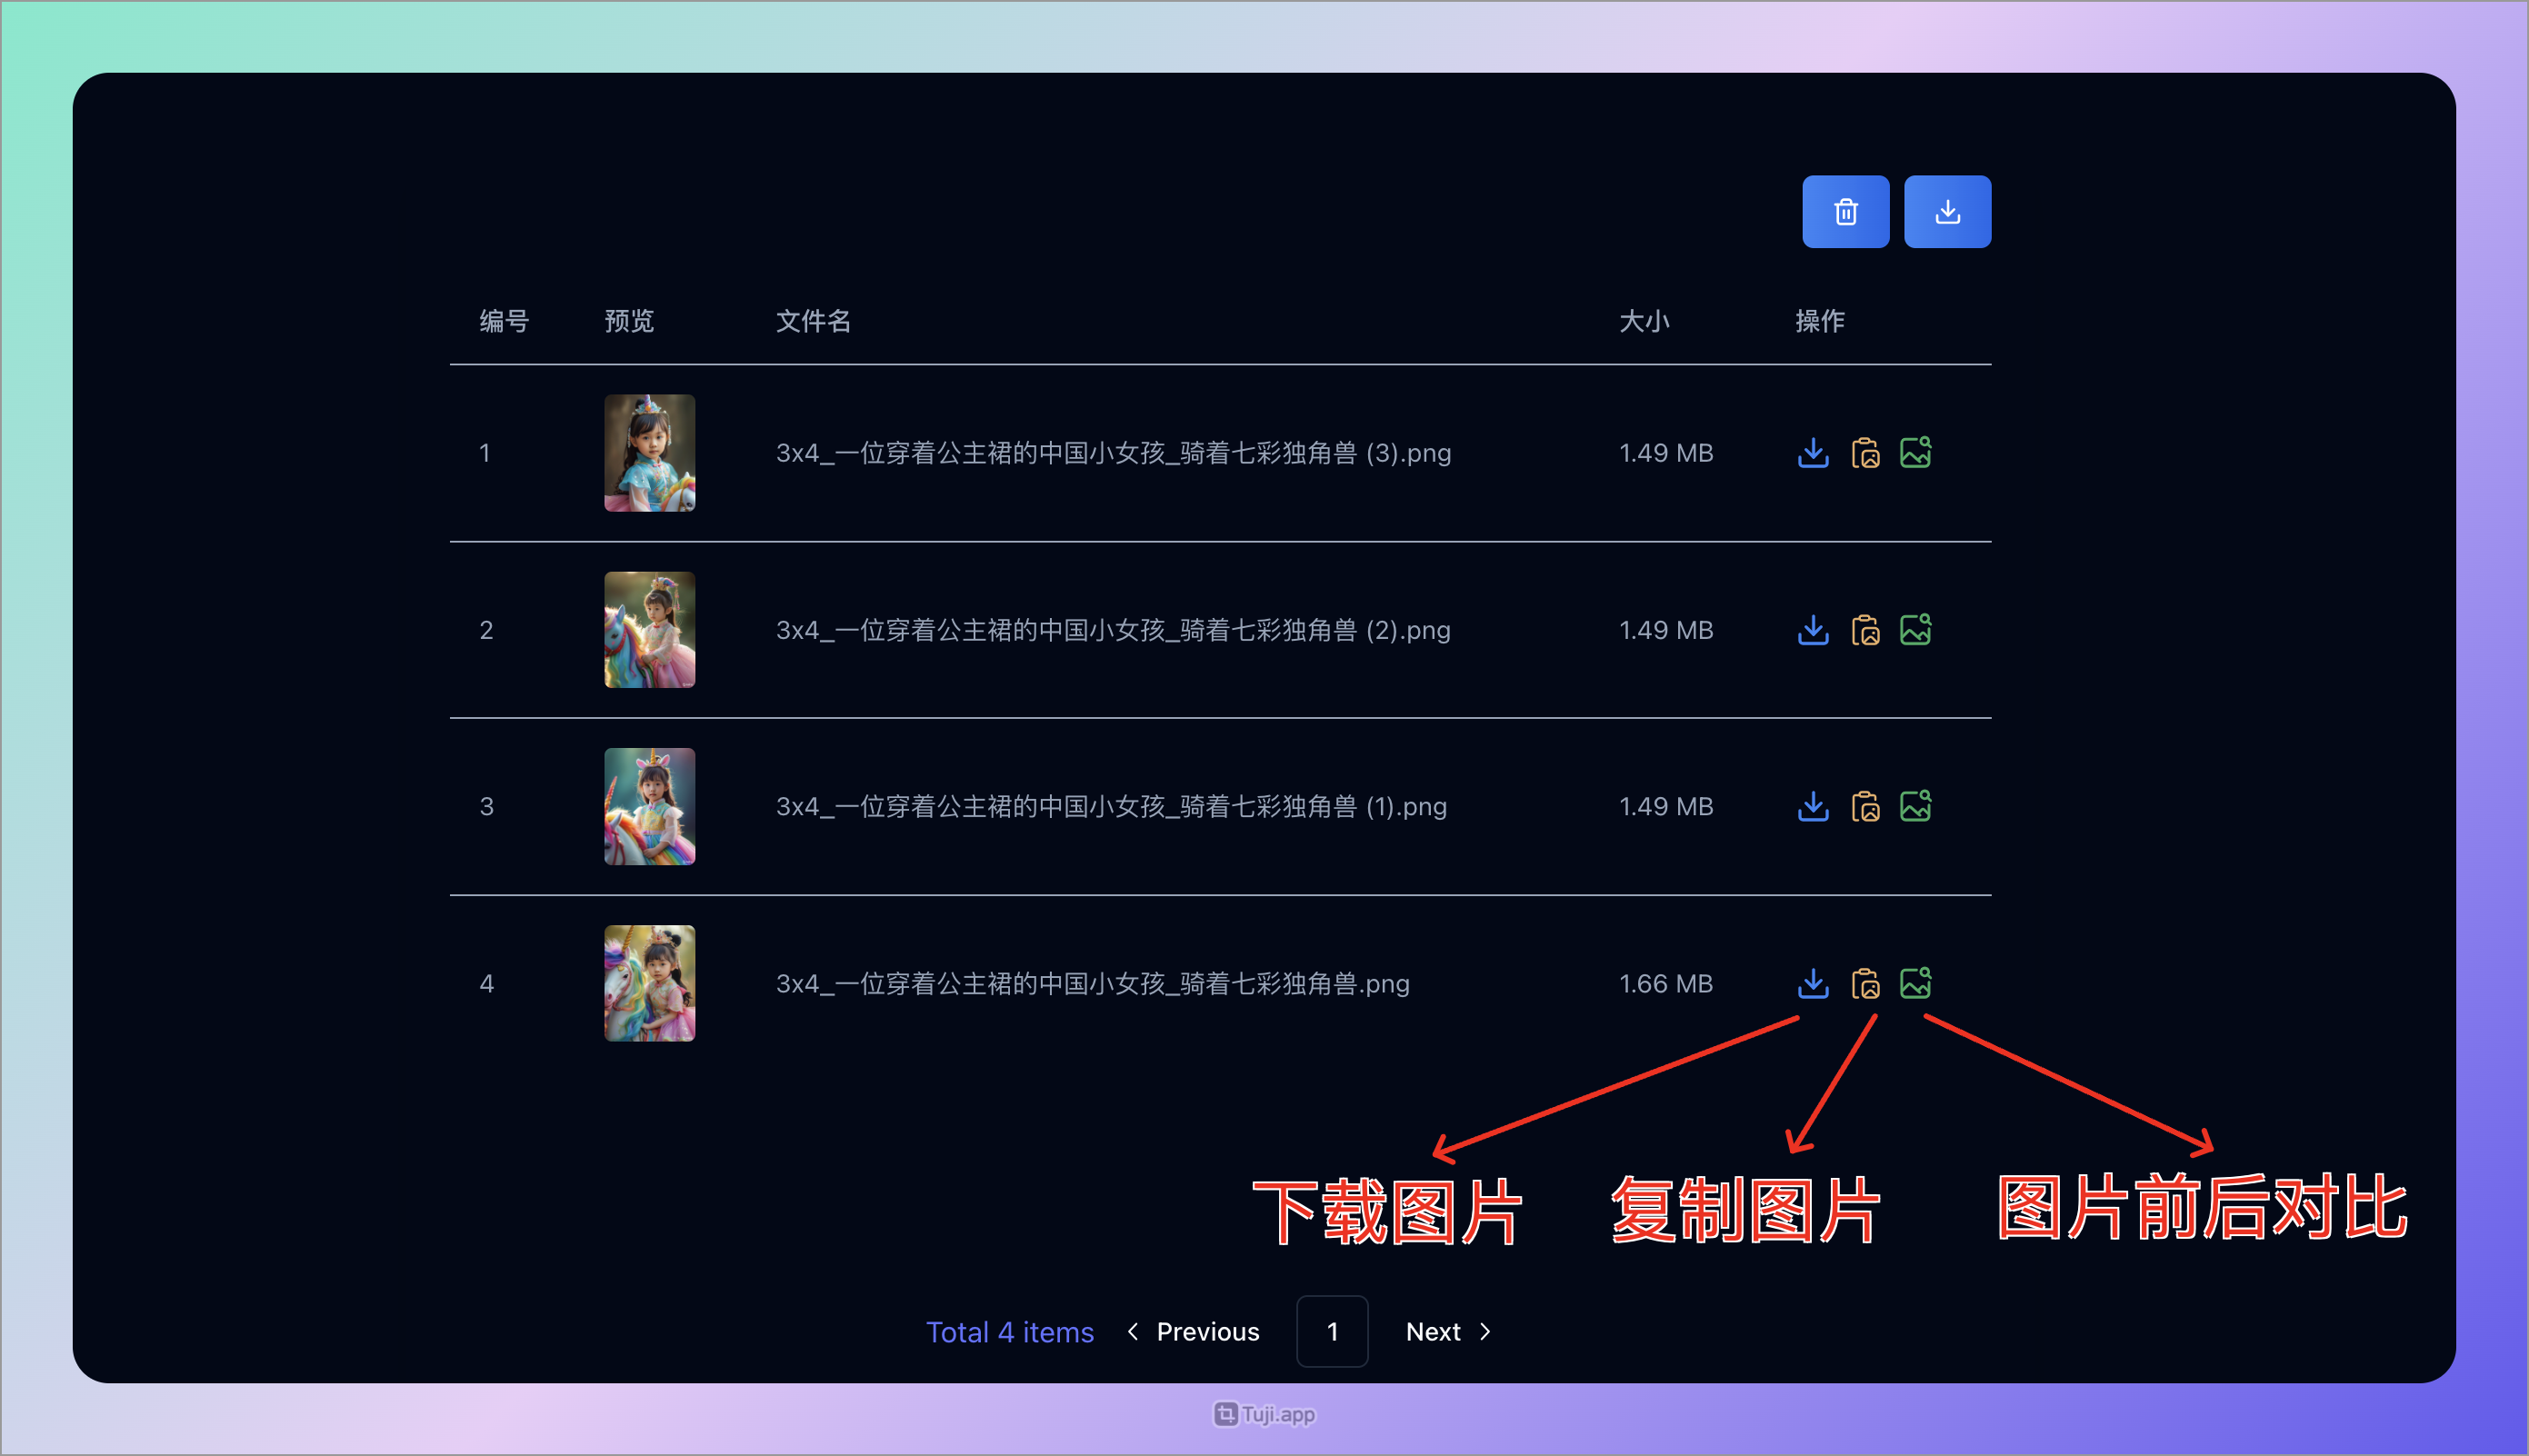 编号 预览 文件名 大小 操作
1 3x4_一位穿着公主裙的中国小女孩_骑着七彩独角兽 (3).png 1.49 MB
2 3x4_一位穿着公主裙的中国小女孩_骑着七彩独角兽 (2).png 1.49 MB
3 3x4_一位穿着公主裙的中国小女孩_骑着七彩独角兽 (1).png 1.49 MB
4 3x4_一位穿着公主裙的中国小女孩_骑着七彩独角兽.png 1.66 MB
下载图片 复制图片 图片前后对比
Total 4 items Previous 1 Next
Tuji.app